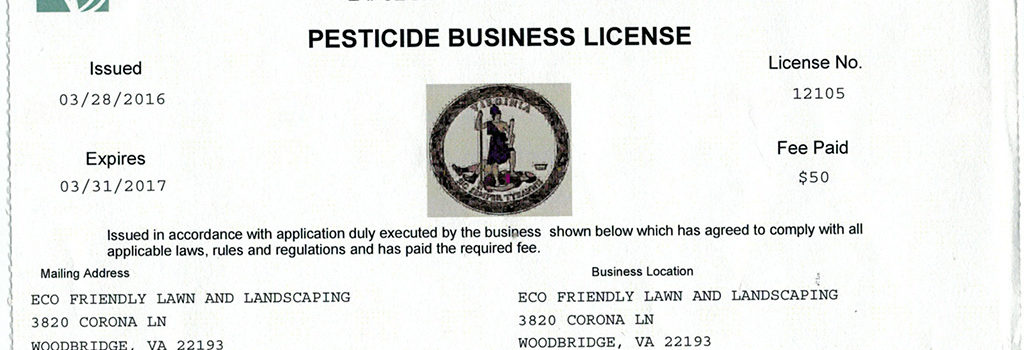 PESTICIDE BUSINESS LICENSE
Issued
03/28/2016
License No.
12105
VIRGINIA
SIC SEMPER TYRANNIS
Expires
03/31/2017
Fee Paid
$50
Issued in accordance with application duly executed by the business shown below which has agreed to comply with all
applicable laws, rules and regulations and has paid the required fee.
Mailing Address
ECO FRIENDLY LAWN AND LANDSCAPING
3820 CORONA LN
WOODBRIDGE, VA 22193
Business Location
ECO FRIENDLY LAWN AND LANDSCAPING
3820 CORONA LN
WOODBRIDGE, VA 22193